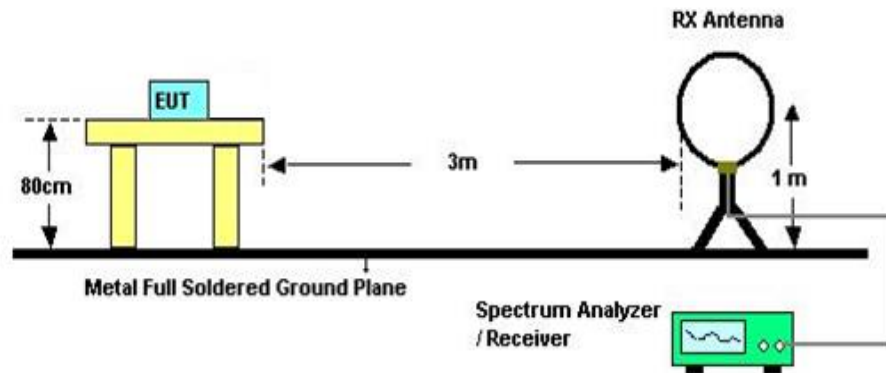 RX Antenna
EUT
3m
80cm
1 m
Metal Full Soldered Ground Plane
Spectrum Analyzer
/ Receiver